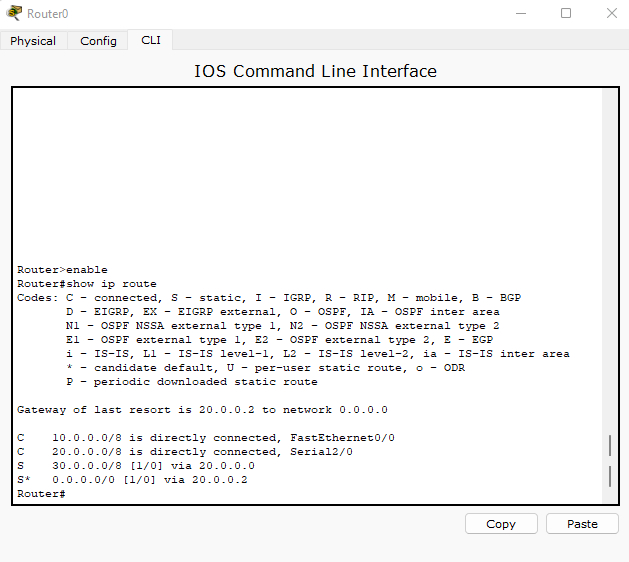 Router0
Physical Config CLI
IOS Command Line Interface
Router>enable
Router#show ip route
Codes: C - connected, S - static, I - IGRP, R - RIP, M - mobile, B - BGP
       D - EIGRP, EX - EIGRP external, O - OSPF, IA - OSPF inter area
       N1 - OSPF NSSA external type 1, N2 - OSPF NSSA external type 2
       E1 - OSPF external type 1, E2 - OSPF external type 2, E - EGP
       i - IS-IS, L1 - IS-IS level-1, L2 - IS-IS level-2, ia - IS-IS inter area
       * - candidate default, U - per-user static route, o - ODR
       P - periodic downloaded static route
Gateway of last resort is 20.0.0.2 to network 0.0.0.0
C    10.0.0.0/8 is directly connected, FastEthernet0/0
C    20.0.0.0/8 is directly connected, Serial2/0
S    30.0.0.0/8 [1/0] via 20.0.0.0
S*   0.0.0.0/0 [1/0] via 20.0.0.2
Router#
Copy Paste